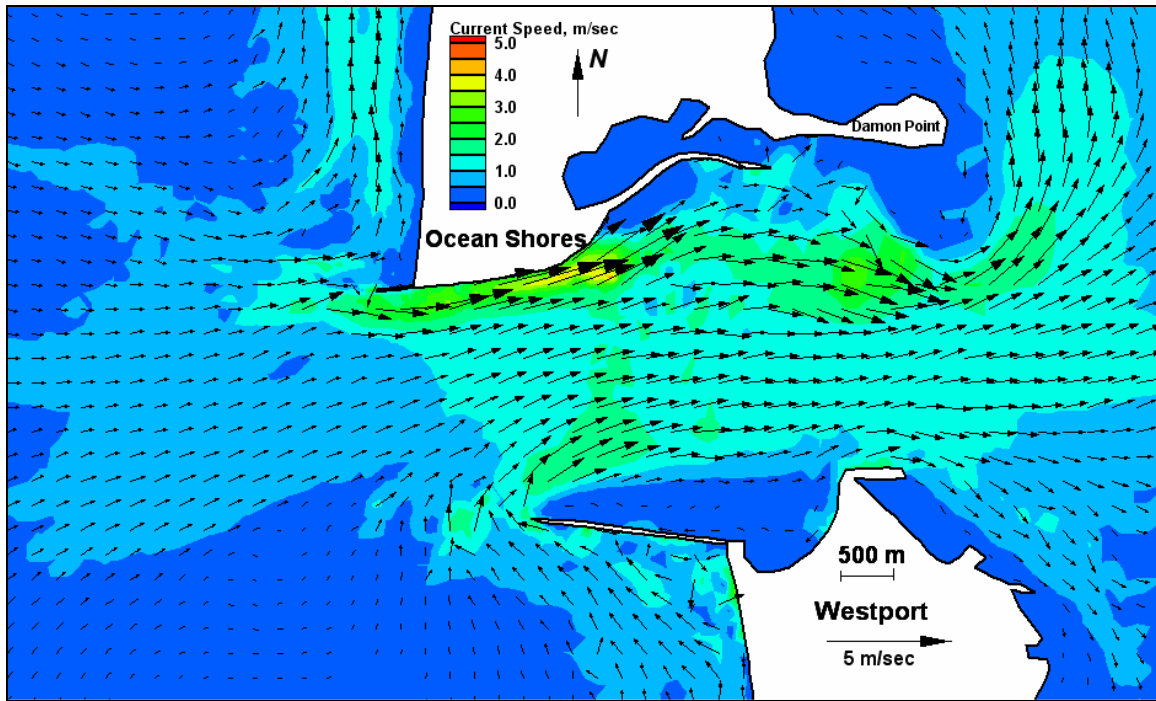 Current Speed, m/sec
5.0
4.0
3.0
2.0
1.0
0.0
N
Damon Point
Ocean Shores
500 m
Westport
5 m/sec